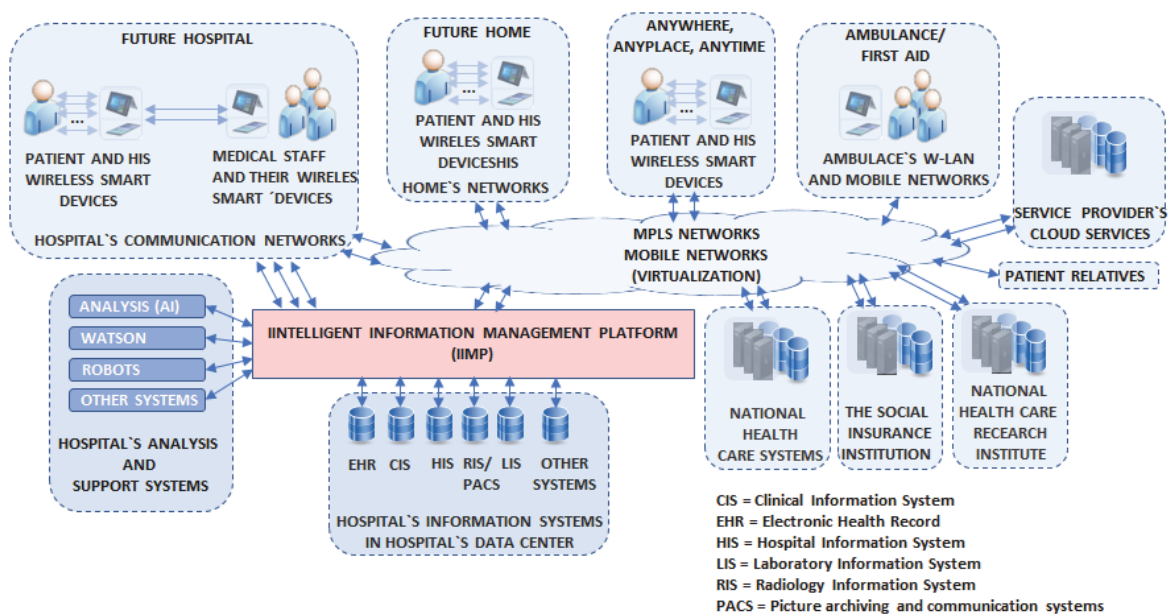 FUTURE HOSPITAL
...
PATIENT AND HIS
WIRELESS SMART
DEVICES
MEDICAL STAFF
AND THEIR WIRELES
SMART ´DEVICES
HOSPITAL`S COMMUNICATION NETWORKS
FUTURE HOME
...
PATIENT AND HIS
WIRELES SMART
DEVICESHIS
HOME`S NETWORKS
ANYWHERE,
ANYPLACE, ANYTIME
...
PATIENT AND HIS
WIRELESS SMART
DEVICES
AMBULANCE/
FIRST AID
AMBULACE`S W-LAN
AND MOBILE NETWORKS
SERVICE PROVIDER`S
CLOUD SERVICES
MPLS NETWORKS
MOBILE NETWORKS
(VIRTUALIZATION)
PATIENT RELATIVES
ANALYSIS (AI)
WATSON
ROBOTS
OTHER SYSTEMS
HOSPITAL`S ANALYSIS
AND
SUPPORT SYSTEMS
IINTELLIGENT INFORMATION MANAGEMENT PLATFORM
(IIMP)
EHR CIS HIS RIS/ LIS OTHER
PACS SYSTEMS
HOSPITAL`S INFORMATION SYSTEMS
IN HOSPITAL`S DATA CENTER
NATIONAL
HEALTH
CARE SYSTEMS
THE SOCIAL
INSURANCE
INSTITUTION
NATIONAL
HEALTH CARE
RECEARCH
INSTITUTE
CIS = Clinical Information System
EHR = Electronic Health Record
HIS = Hospital Information System
LIS = Laboratory Information System
RIS = Radiology Information System
PACS = Picture archiving and communication systems